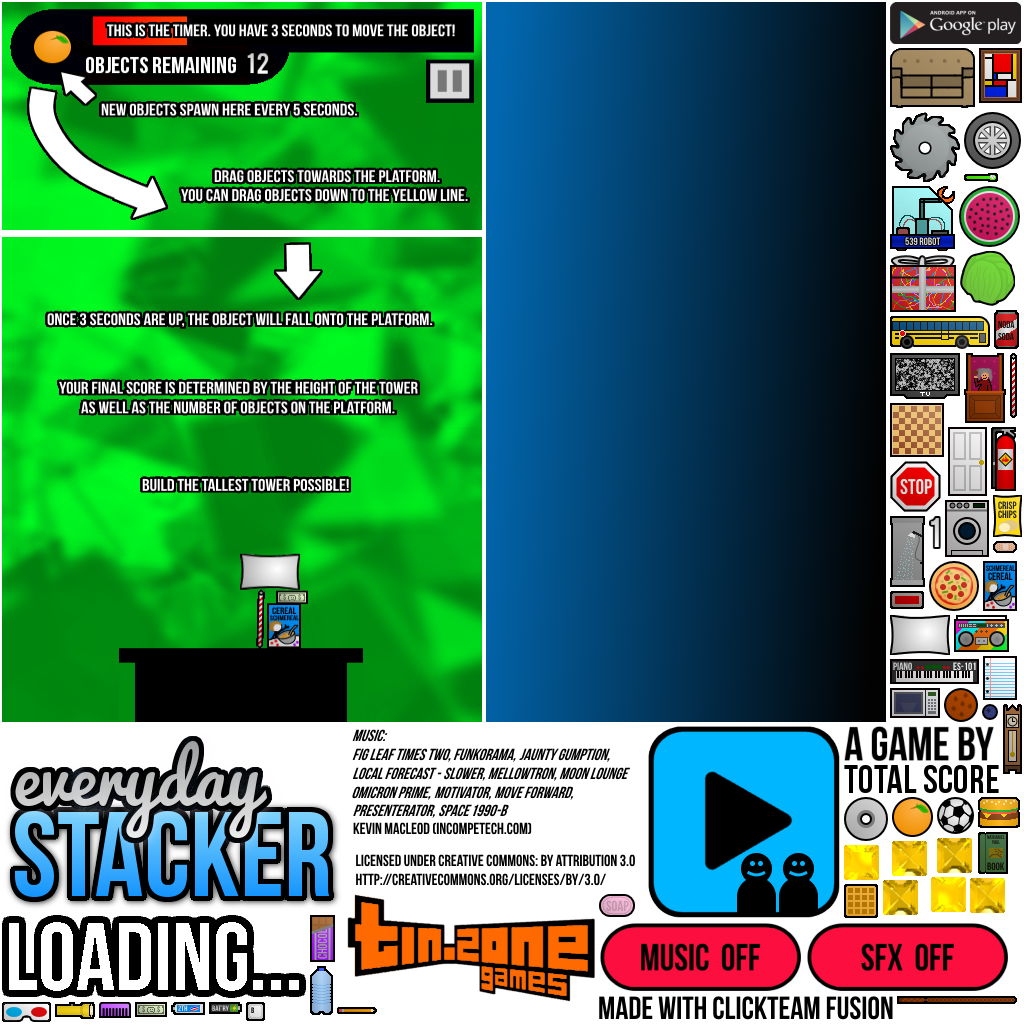 THIS IS THE TIMER. YOU HAVE 3 SECONDS TO MOVE THE OBJECT!
OBJECTS REMAINING 12
NEW OBJECTS SPAWN HERE EVERY 5 SECONDS.
DRAG OBJECTS TOWARDS THE PLATFORM.
YOU CAN DRAG OBJECTS DOWN TO THE YELLOW LINE.
ONCE 3 SECONDS ARE UP, THE OBJECT WILL FALL ONTO THE PLATFORM.
YOUR FINAL SCORE IS DETERMINED BY THE HEIGHT OF THE TOWER
AS WELL AS THE NUMBER OF OBJECTS ON THE PLATFORM.
BUILD THE TALLEST TOWER POSSIBLE!
CEREAL
SCHMEREAL
ANDROID APP ON
Google play
539 ROBOT
NODA
SODA
TV
STOP
CRISP
CHIPS
1
SCHMEREAL
CEREAL
PIANO
ES-101
everyday
STACKER
LOADING...
MUSIC:
FIG LEAF TIMES TWO, FUNKORAMA, JAUNTY GUMPTION,
LOCAL FORECAST - SLOWER, MELLOWTRON, MOON LOUNGE
OMICRON PRIME, MOTIVATOR, MOVE FORWARD,
PRESENTERATOR, SPACE 1990-B
KEVIN MACLEOD (INCOMPETECH.COM)
LICENSED UNDER CREATIVE COMMONS: BY ATTRIBUTION 3.0
HTTP://CREATIVECOMMONS.ORG/LICENSES/BY/3.0/
A GAME BY
TOTAL SCORE
BOOK
SOAP
CHOCOL
tin.zone
games
MUSIC OFF
SFX OFF
MADE WITH CLICKTEAM FUSION